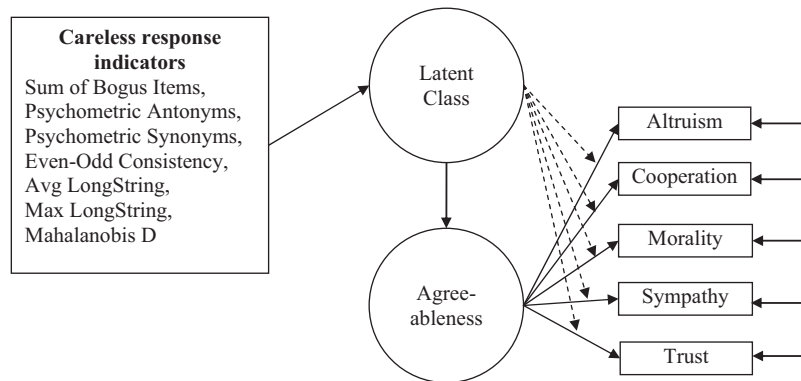 Careless response
indicators
Sum of Bogus Items,
Psychometric Antonyms,
Psychometric Synonyms,
Even-Odd Consistency,
Avg LongString,
Max LongString,
Mahalanobis D
Latent
Class
Agree-
ableness
Altruism
Cooperation
Morality
Sympathy
Trust